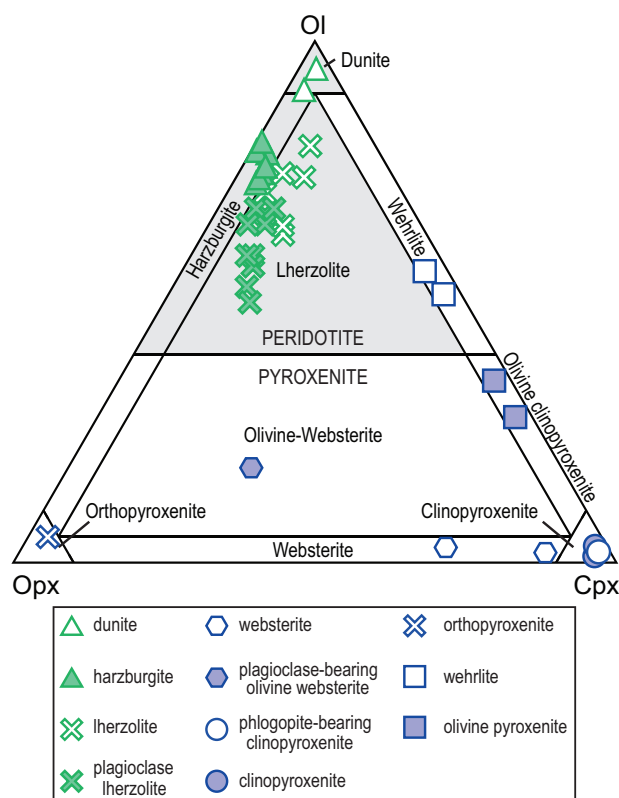 Ol
Dunite
Harzburgite
Wehrlite
Lherzolite
PERIDOTITE
PYROXENITE
Olivine clinopyroxenite
Olivine-Websterite
Orthopyroxenite
Clinopyroxenite
Websterite
Opx
Cpx
dunite
websterite
orthopyroxenite
harzburgite
plagioclase-bearing
olivine websterite
wehrlite
lherzolite
phlogopite-bearing
clinopyroxenite
olivine pyroxenite
plagioclase
lherzolite
clinopyroxenite